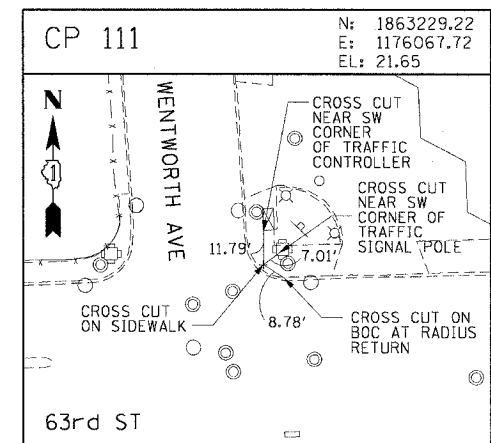 CP 111
N: 1863229.22
E: 1176067.72
EL: 21.65
N
1
WENTWORTH AVE
CROSS CUT
NEAR SW
CORNER
OF TRAFFIC
CONTROLLER
CROSS CUT
NEAR SW
CORNER OF
TRAFFIC
SIGNAL POLE
11.79'
7.01'
CROSS CUT
ON SIDEWALK
8.78'
CROSS CUT ON
BOC AT RADIUS
RETURN
63rd ST